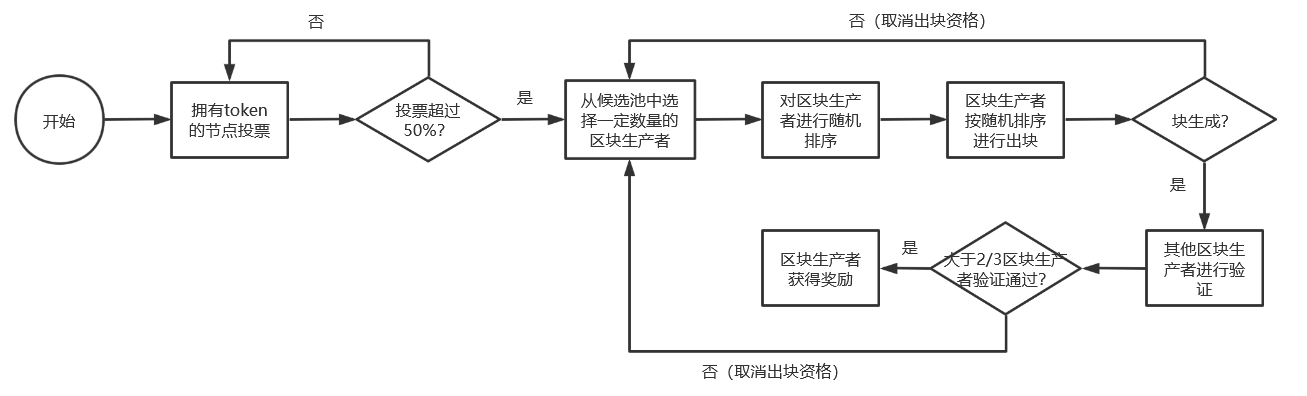 否
否（取消出块资格）
开始
拥有token
的节点投票
投票超过
50%?
是
从候选池中选
择一定数量的
区块生产者
对区块生产
者进行随机
排序
区块生产者
按随机排序
进行出块
块生成?
是
其他区块生
产者进行验
证
大于2/3区块生产
者验证通过?
是
区块生产者
获得奖励
否（取消出块资格）